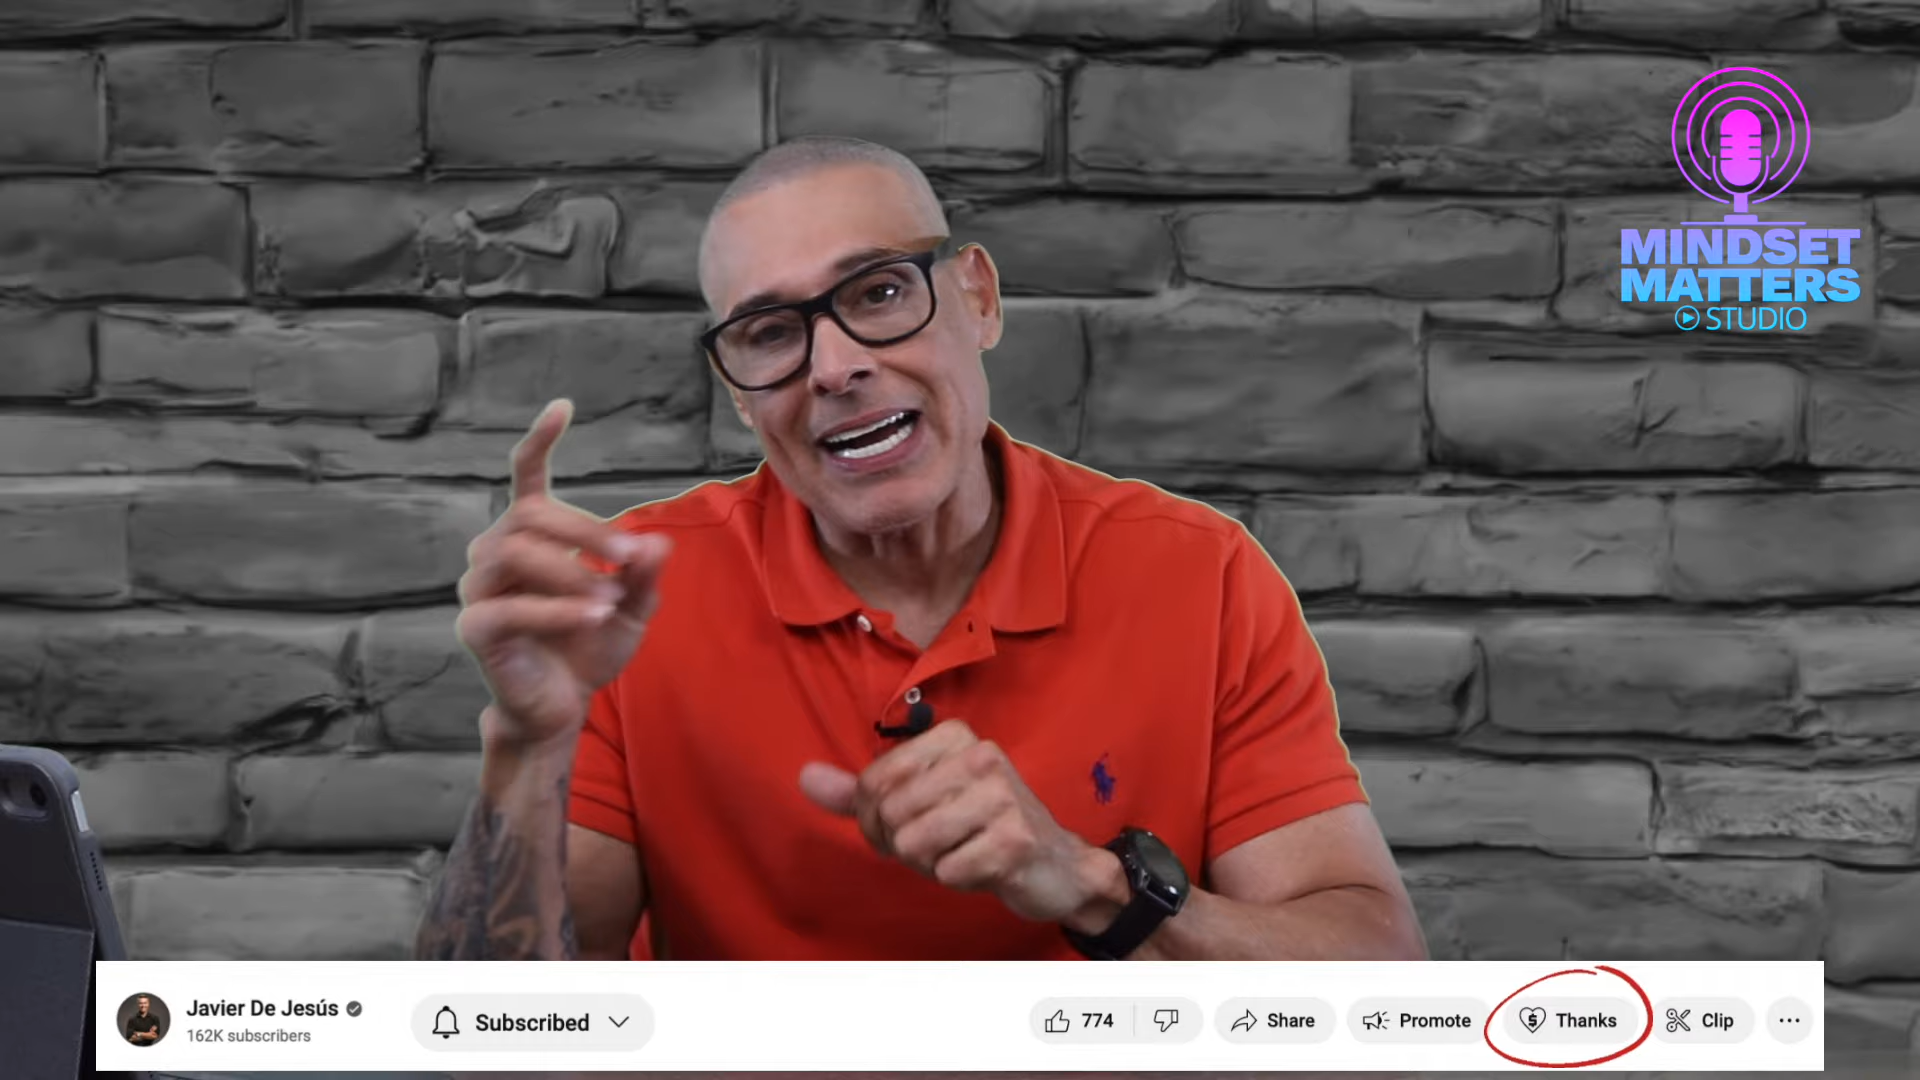 MINDSET
MATTERS
STUDIO
Javier De Jesús
162K subscribers
Subscribed
774
Share
Promote
Thanks
Clip